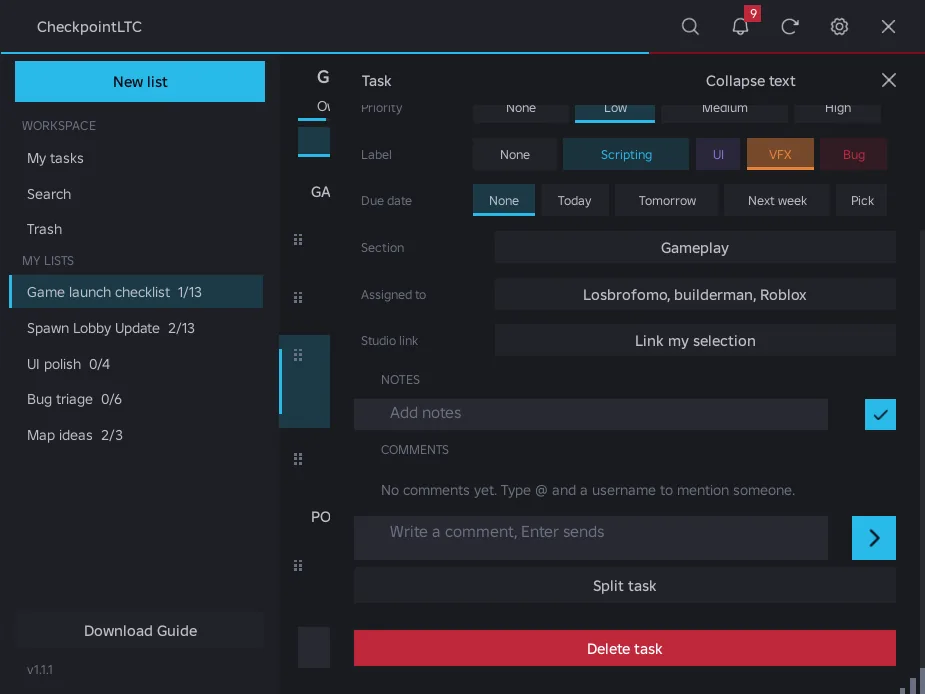 CheckpointLTC
9
New list
WORKSPACE
My tasks
Search
Trash
MY LISTS
Game launch checklist 1/13
Spawn Lobby Update 2/13
UI polish 0/4
Bug triage 0/6
Map ideas 2/3
Download Guide
v1.1.1
G
GA
PO
Task
Collapse text
Priority
None
Low
Medium
High
Label
None
Scripting
UI
VFX
Bug
Due date
None
Today
Tomorrow
Next week
Pick
Section
Gameplay
Assigned to
Losbrofomo, builderman, Roblox
Studio link
Link my selection
NOTES
Add notes
COMMENTS
No comments yet. Type @ and a username to mention someone.
Write a comment, Enter sends
Split task
Delete task